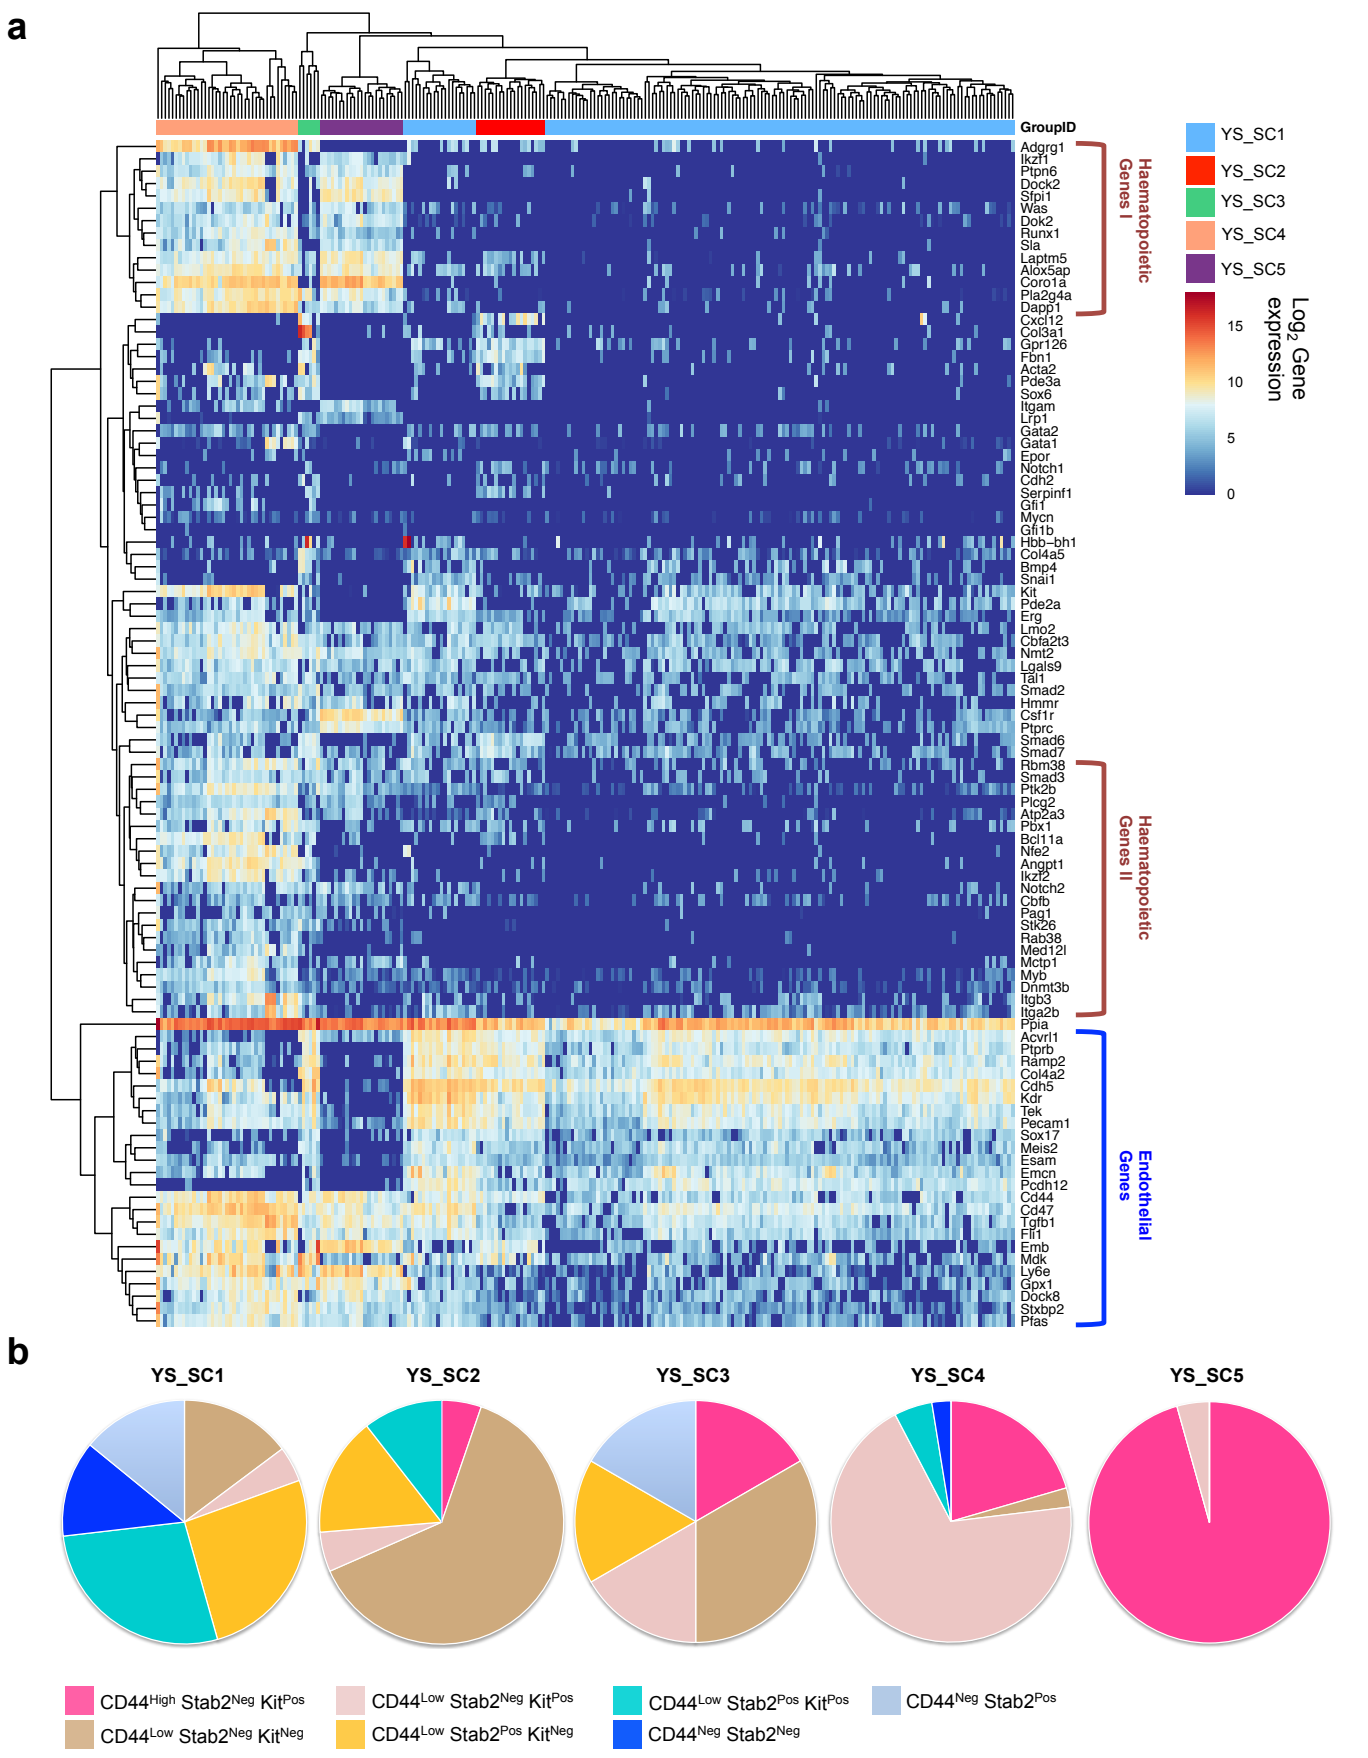 a
GroupID
Adgrg1
Ikzf1
Ptpn6
Dock2
Sfpi1
Was
Dok2
Runx1
Sla
Laptm5
Alox5ap
Coro1a
Pla2g4a
Dapp1
Cxcl12
Col3a1
Gpr126
Fbn1
Acta2
Pde3a
Sox6
Itgam
Lrp1
Gata2
Gata1
Epor
Notch1
Cdh2
Serpinf1
Gfi1
Mycn
Gfi1b
Hbb−bh1
Col4a5
Bmp4
Snai1
Kit
Pde2a
Erg
Lmo2
Cbfa2t3
Nmt2
Lgals9
Tal1
Smad2
Hmmr
Csf1r
Ptprc
Smad6
Smad7
Rbm38
Smad3
Ptk2b
Plcg2
Atp2a3
Pbx1
Bcl11a
Nfe2
Angpt1
Ikzf2
Notch2
Cbfb
Pag1
Stk26
Rab38
Med12l
Mctp1
Myb
Dnmt3b
Itgb3
Itga2b
Ppia
Acvrl1
Ptprb
Ramp2
Col4a2
Cdh5
Kdr
Tek
Pecam1
Sox17
Meis2
Esam
Emcn
Pcdh12
Cd44
Cd47
Tgfb1
Fli1
Emb
Mdk
Ly6e
Gpx1
Dock8
Stxbp2
Pfas
Haematopoietic
Genes I
Haematopoietic
Genes II
Endothelial
Genes
YS_SC1
YS_SC2
YS_SC3
YS_SC4
YS_SC5
15
10
5
0
Log2 Gene
expression
b
YS_SC1
YS_SC2
YS_SC3
YS_SC4
YS_SC5
CD44High Stab2Neg KitPos
CD44Low Stab2Neg KitPos
CD44Low Stab2Pos KitPos
CD44Neg Stab2Pos
CD44Low Stab2Neg KitNeg
CD44Low Stab2Pos KitNeg
CD44Neg Stab2Neg